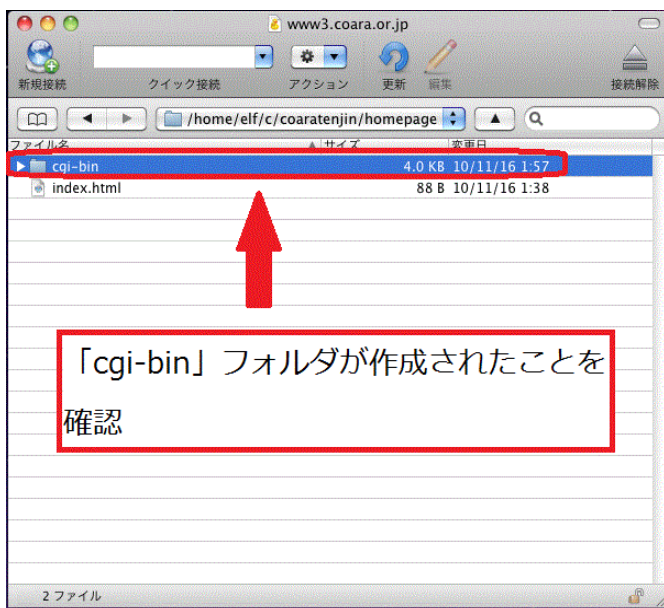 www3.coara.or.jp
新規接続
クイック接続
アクション
更新
編集
接続解除
/home/elf/c/coaratenjin/homepage
ファイル名
サイズ
変更日
cgi-bin
4.0 KB
10/11/16 1:57
index.html
88 B
10/11/16 1:38
「cgi-bin」フォルダが作成されたことを
確認
2 ファイル